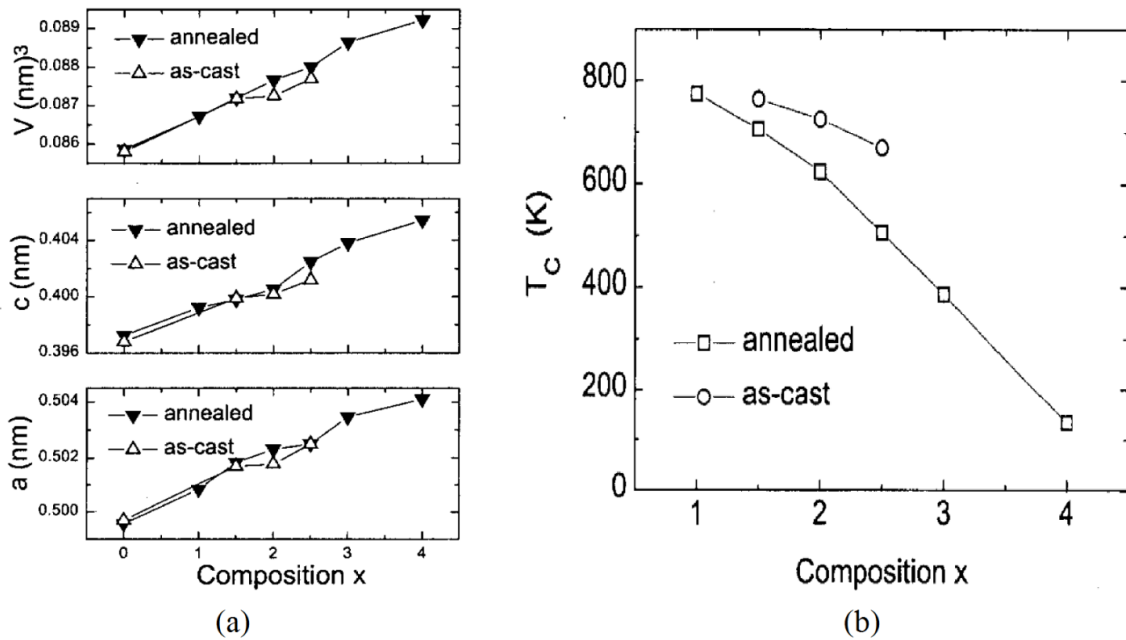 V (nm)³
0.089
0.088
0.087
0.086
annealed
as-cast
c (nm)
0.404
0.400
0.396
annealed
as-cast
a (nm)
0.504
0.502
0.500
annealed
as-cast
0 1 2 3 4
Composition x
(a)
T_C (K)
800
600
400
200
0
annealed
as-cast
1 2 3 4
Composition x
(b)